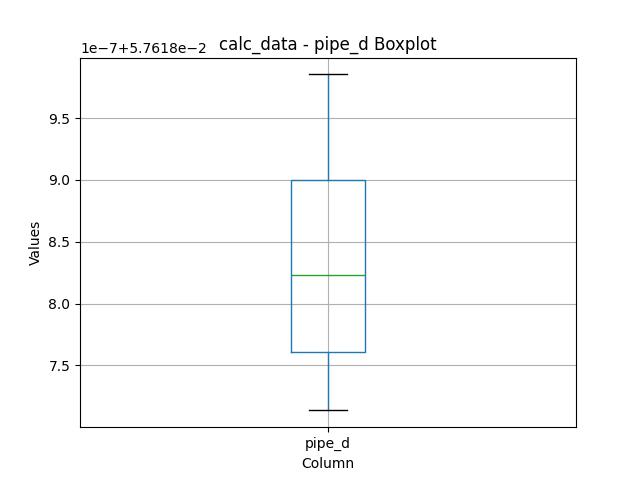 1e−7+5.7618e−2 calc_data - pipe_d Boxplot
9.5
9.0
8.5
8.0
7.5
Values
pipe_d
Column